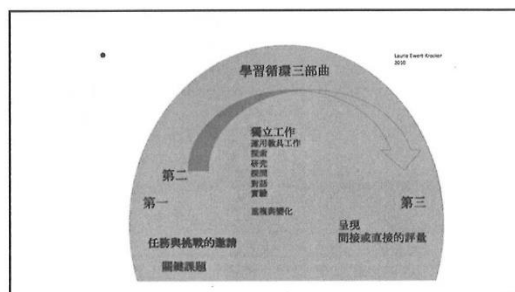 Laurie Ewert-Krocker
2010
學習循環三部曲
獨立工作
運用教具工作
探索
研究
提問
對話
實驗
重複與變化
第二
第一
任務與挑戰的邀請
關鍵課題
第三
呈現
間接或直接的評量